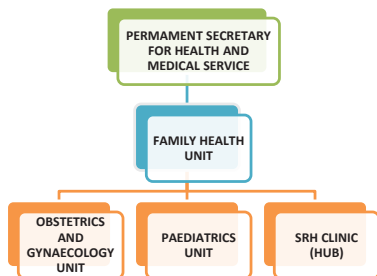 PERMAMENT SECRETARY
FOR HEALTH AND
MEDICAL SERVICE
FAMILY HEALTH
UNIT
OBSTETRICS
AND
GYNAECOLOGY
UNIT
PAEDIATRICS
UNIT
SRH CLINIC
(HUB)